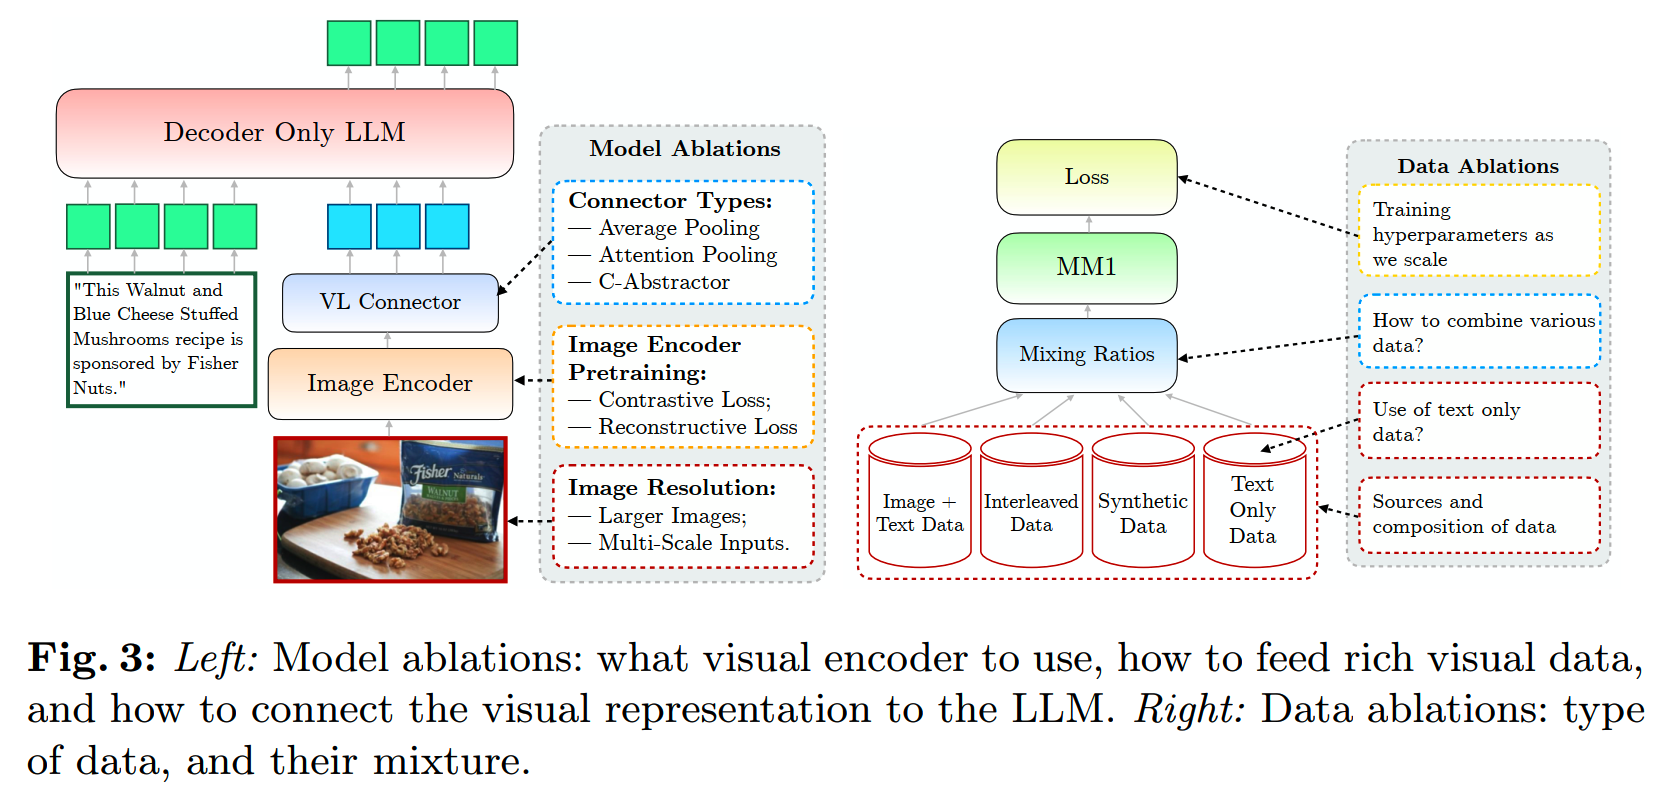 Decoder Only LLM
"This Walnut and
Blue Cheese Stuffed
Mushrooms recipe is
sponsored by Fisher
Nuts."
VL Connector
Image Encoder
Fisher
Naturals
WALNUT
Model Ablations
Connector Types:
— Average Pooling
— Attention Pooling
— C-Abstractor
Image Encoder
Pretraining:
— Contrastive Loss;
— Reconstructive Loss
Image Resolution:
— Larger Images;
— Multi-Scale Inputs.
Loss
MM1
Mixing Ratios
Image +
Text Data
Interleaved
Data
Synthetic
Data
Text
Only
Data
Data Ablations
Training
hyperparameters as
we scale
How to combine various
data?
Use of text only
data?
Sources and
composition of data
Fig. 3: Left: Model ablations: what visual encoder to use, how to feed rich visual data,
and how to connect the visual representation to the LLM. Right: Data ablations: type
of data, and their mixture.